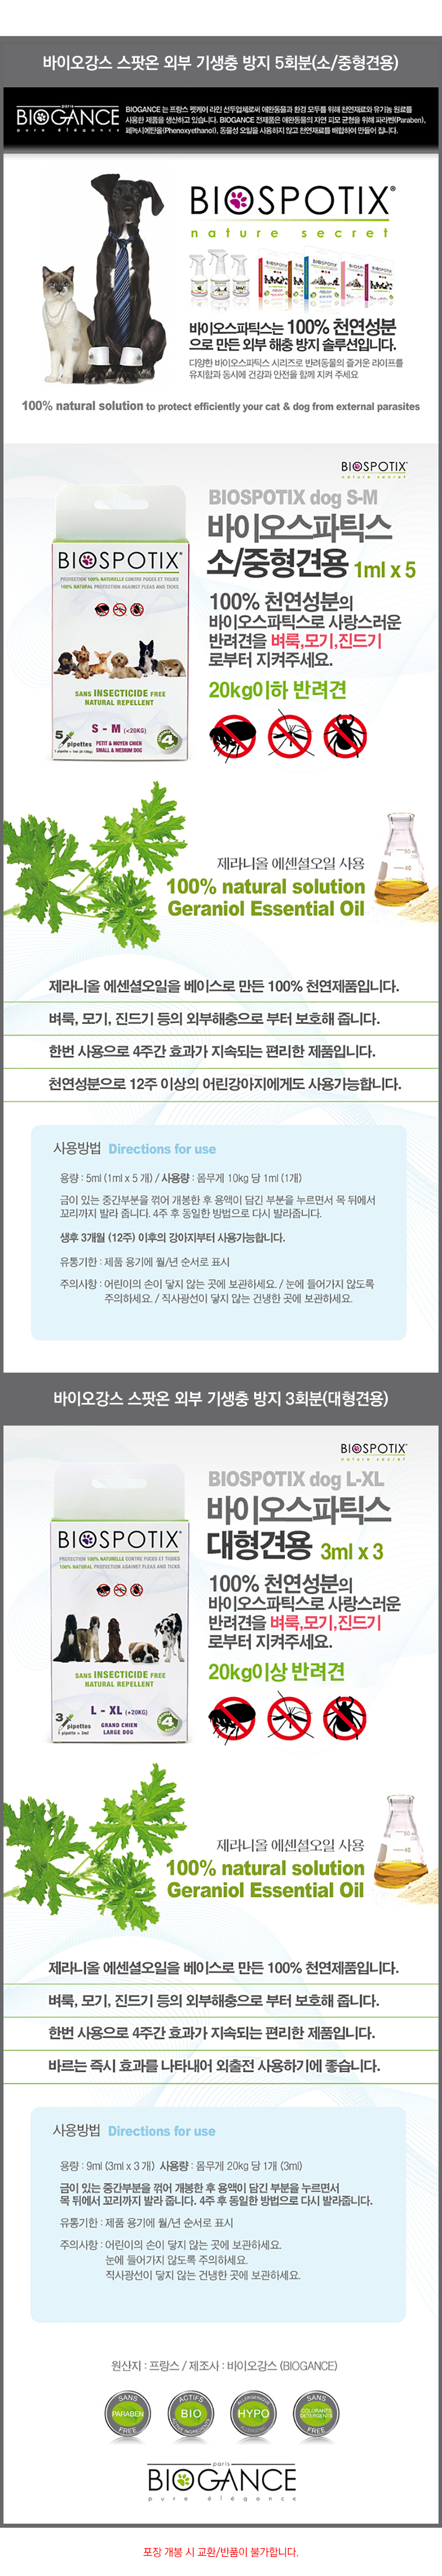 바이오강스 스팟온 외부 기생충 방지 5회분(소/중형견용)
paris
BIOGANCE
pure élégance
BIOGANCE 는 프랑스 펫케어 라인 선두업체로써 애완동물과 환경 모두를 위해 천연재료와 유기농 원료를
사용한 제품을 생산하고 있습니다. BIOGANCE 전제품은 애완동물의 자연 피모 균형을 위해 파라벤(Paraben),
페녹시에탄올(Phenoxyethanol), 동물성 오일을 사용하지 않고 천연재료를 배합하여 만들어 집니다.
BIOSPOTIX®
nature secret
바이오스파틱스는 100% 천연성분
으로 만든 외부 해충 방지 솔루션입니다.
다양한 바이오스파틱스 시리즈로 반려동물의 즐거운 라이프를
유지함과 동시에 건강과 안전을 함께 지켜 주세요
100% natural solution to protect efficiently your cat & dog from external parasites
BIOSPOTIX
nature secret
BIOSPOTIX dog S-M
바이오스파틱스
소/중형견용 1ml x 5
100% 천연성분의
바이오스파틱스로 사랑스러운
반려견을 벼룩,모기,진드기
로부터 지켜주세요.
20kg이하 반려견
BIOSPOTIX®
PROTECTION 100% NATURELLE CONTRE PUCES ET TIQUES
100% NATURAL PROTECTION AGAINST FLEAS AND TICKS
SANS INSECTICIDE FREE
NATURAL REPELLENT
S - M (<20KG)
5 pipettes
PETIT & MOYEN CHIEN
SMALL & MEDIUM DOG
4
제라니올 에센셜오일 사용
100% natural solution
Geraniol Essential Oil
제라니올 에센셜오일을 베이스로 만든 100% 천연제품입니다.
벼룩, 모기, 진드기 등의 외부해충으로 부터 보호해 줍니다.
한번 사용으로 4주간 효과가 지속되는 편리한 제품입니다.
천연성분으로 12주 이상의 어린강아지에게도 사용가능합니다.
사용방법 Directions for use
용량 : 5ml (1ml x 5 개) / 사용량 : 몸무게 10kg 당 1ml (1개)
금이 있는 중간부분을 꺾어 개봉한 후 용액이 담긴 부분을 누르면서 목 뒤에서
꼬리까지 발라 줍니다. 4주 후 동일한 방법으로 다시 발라줍니다.
생후 3개월 (12주) 이후의 강아지부터 사용가능합니다.
유통기한 : 제품 용기에 월/년 순서로 표시
주의사항 : 어린이의 손이 닿지 않는 곳에 보관하세요. / 눈에 들어가지 않도록
주의하세요. / 직사광선이 닿지 않는 건냉한 곳에 보관하세요.
바이오강스 스팟온 외부 기생충 방지 3회분(대형견용)
BIOSPOTIX
nature secret
BIOSPOTIX dog L-XL
바이오스파틱스
대형견용 3ml x 3
100% 천연성분의
바이오스파틱스로 사랑스러운
반려견을 벼룩,모기,진드기
로부터 지켜주세요.
20kg이상 반려견
BIOSPOTIX®
PROTECTION 100% NATURELLE CONTRE PUCES ET TIQUES
100% NATURAL PROTECTION AGAINST FLEAS AND TICKS
SANS INSECTICIDE FREE
NATURAL REPELLENT
L - XL (+20KG)
3 pipettes
1 pipette = 3ml
GRAND CHIEN
LARGE DOG
4
제라니올 에센셜오일 사용
100% natural solution
Geraniol Essential Oil
제라니올 에센셜오일을 베이스로 만든 100% 천연제품입니다.
벼룩, 모기, 진드기 등의 외부해충으로 부터 보호해 줍니다.
한번 사용으로 4주간 효과가 지속되는 편리한 제품입니다.
바르는 즉시 효과를 나타내어 외출전 사용하기에 좋습니다.
사용방법 Directions for use
용량 : 9ml (3ml x 3 개) 사용량 : 몸무게 20kg 당 1개 (3ml)
금이 있는 중간부분을 꺾어 개봉한 후 용액이 담긴 부분을 누르면서
목 뒤에서 꼬리까지 발라 줍니다. 4주 후 동일한 방법으로 다시 발라줍니다.
유통기한 : 제품 용기에 월/년 순서로 표시
주의사항 : 어린이의 손이 닿지 않는 곳에 보관하세요.
눈에 들어가지 않도록 주의하세요.
직사광선이 닿지 않는 건냉한 곳에 보관하세요.
원산지 : 프랑스 / 제조사 : 바이오강스 (BIOGANCE)
SANS PARABEN FREE
ACTIFS BIO
HYPO
SANS COLORANTS DETERGENTS FREE
paris
BIOGANCE
pure élégance
포장 개봉 시 교환/반품이 불가합니다.